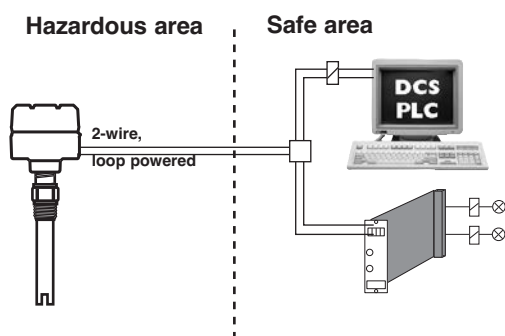 Hazardous area
Safe area
2-wire,
loop powered
DCS
PLC